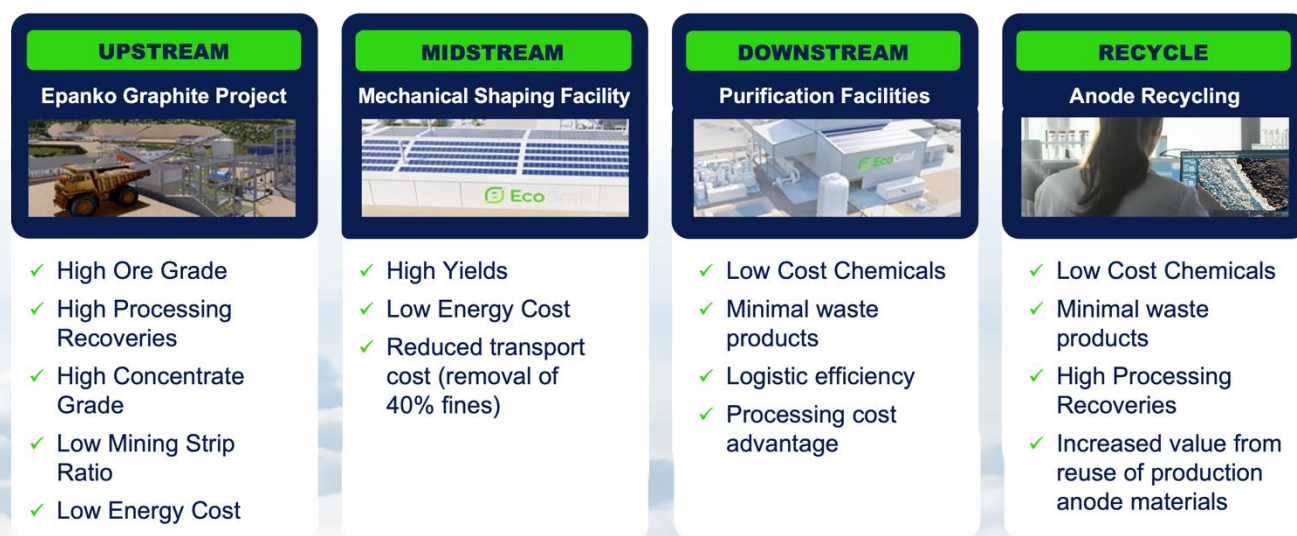 UPSTREAM
Epanko Graphite Project
✓ High Ore Grade
✓ High Processing
Recoveries
✓ High Concentrate
Grade
✓ Low Mining Strip
Ratio
✓ Low Energy Cost
MIDSTREAM
Mechanical Shaping Facility
EcoGraf
✓ High Yields
✓ Low Energy Cost
✓ Reduced transport
cost (removal of
40% fines)
DOWNSTREAM
Purification Facilities
EcoGraf
✓ Low Cost Chemicals
✓ Minimal waste
products
✓ Logistic efficiency
✓ Processing cost
advantage
RECYCLE
Anode Recycling
✓ Low Cost Chemicals
✓ Minimal waste
products
✓ High Processing
Recoveries
✓ Increased value from
reuse of production
anode materials